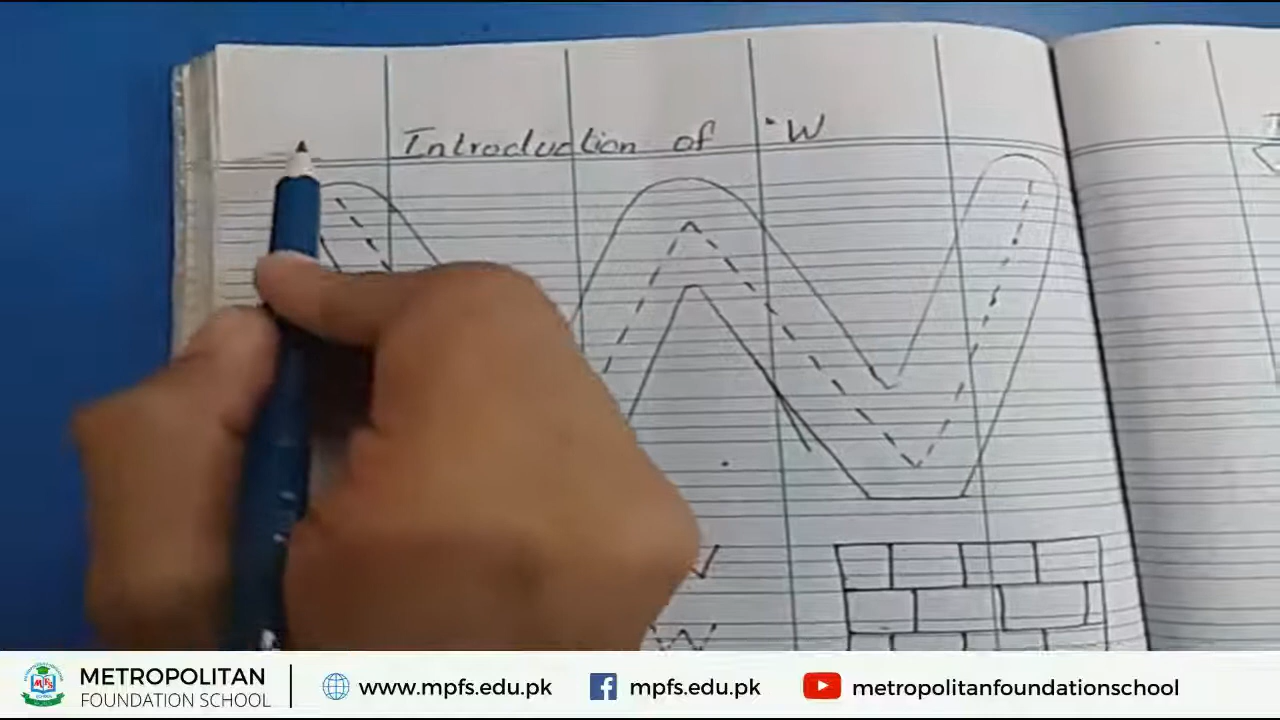 Introduction of W
W
W
METROPOLITAN
FOUNDATION SCHOOL
www.mpfs.edu.pk
mpfs.edu.pk
metropolitanfoundationschool